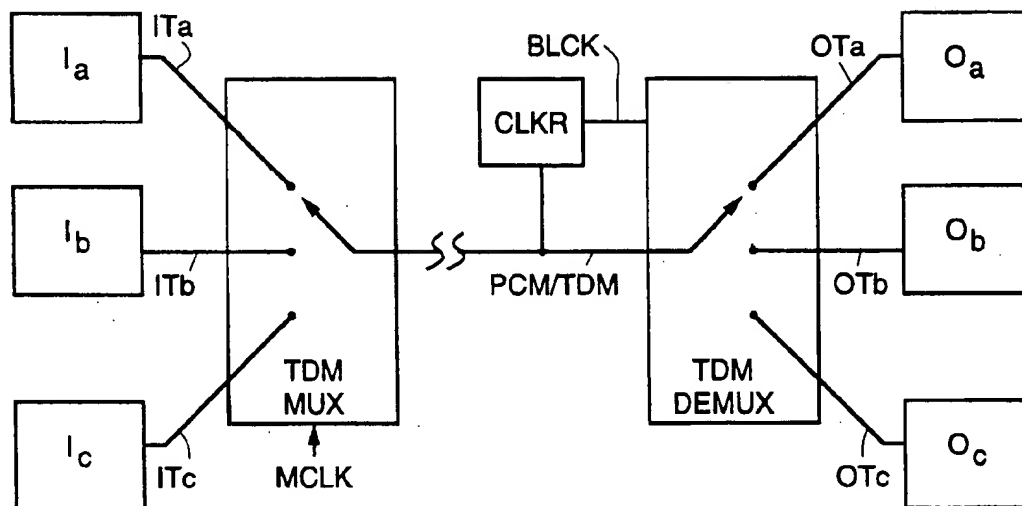 ITa
BLCK
OTa
Ia
CLKR
Oa
Ib
ITb
PCM/TDM
Ob
OTb
TDM
MUX
TDM
DEMUX
Ic
ITc
MCLK
OTc
Oc